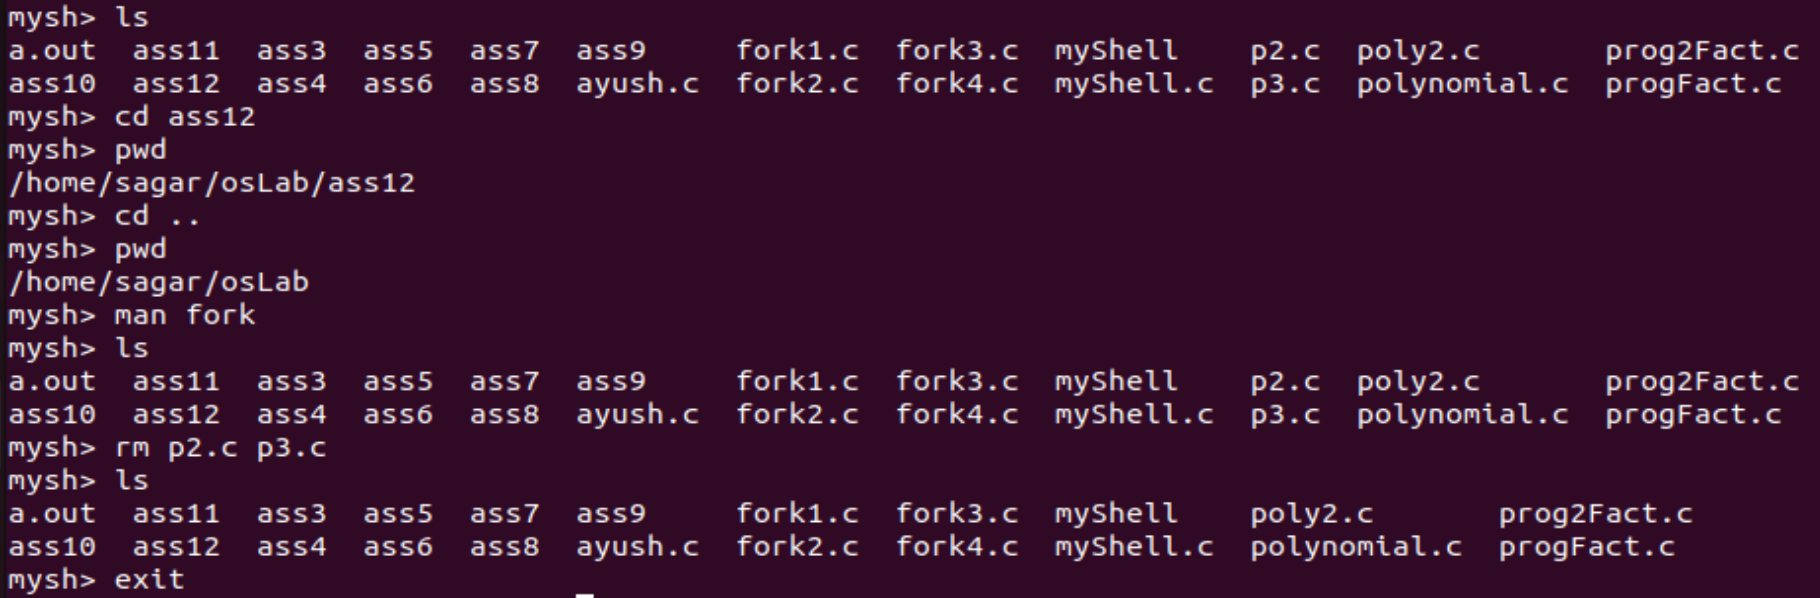 mysh> ls
a.out  ass11  ass3  ass5  ass7  ass9      fork1.c  fork3.c  myShell    p2.c  poly2.c       prog2Fact.c
ass10  ass12  ass4  ass6  ass8  ayush.c  fork2.c  fork4.c  myShell.c  p3.c  polynomial.c  progFact.c
mysh> cd ass12
mysh> pwd
/home/sagar/osLab/ass12
mysh> cd ..
mysh> pwd
/home/sagar/osLab
mysh> man fork
mysh> ls
a.out  ass11  ass3  ass5  ass7  ass9      fork1.c  fork3.c  myShell    p2.c  poly2.c       prog2Fact.c
ass10  ass12  ass4  ass6  ass8  ayush.c  fork2.c  fork4.c  myShell.c  p3.c  polynomial.c  progFact.c
mysh> rm p2.c p3.c
mysh> ls
a.out  ass11  ass3  ass5  ass7  ass9      fork1.c  fork3.c  myShell    poly2.c       prog2Fact.c
ass10  ass12  ass4  ass6  ass8  ayush.c  fork2.c  fork4.c  myShell.c  polynomial.c  progFact.c
mysh> exit